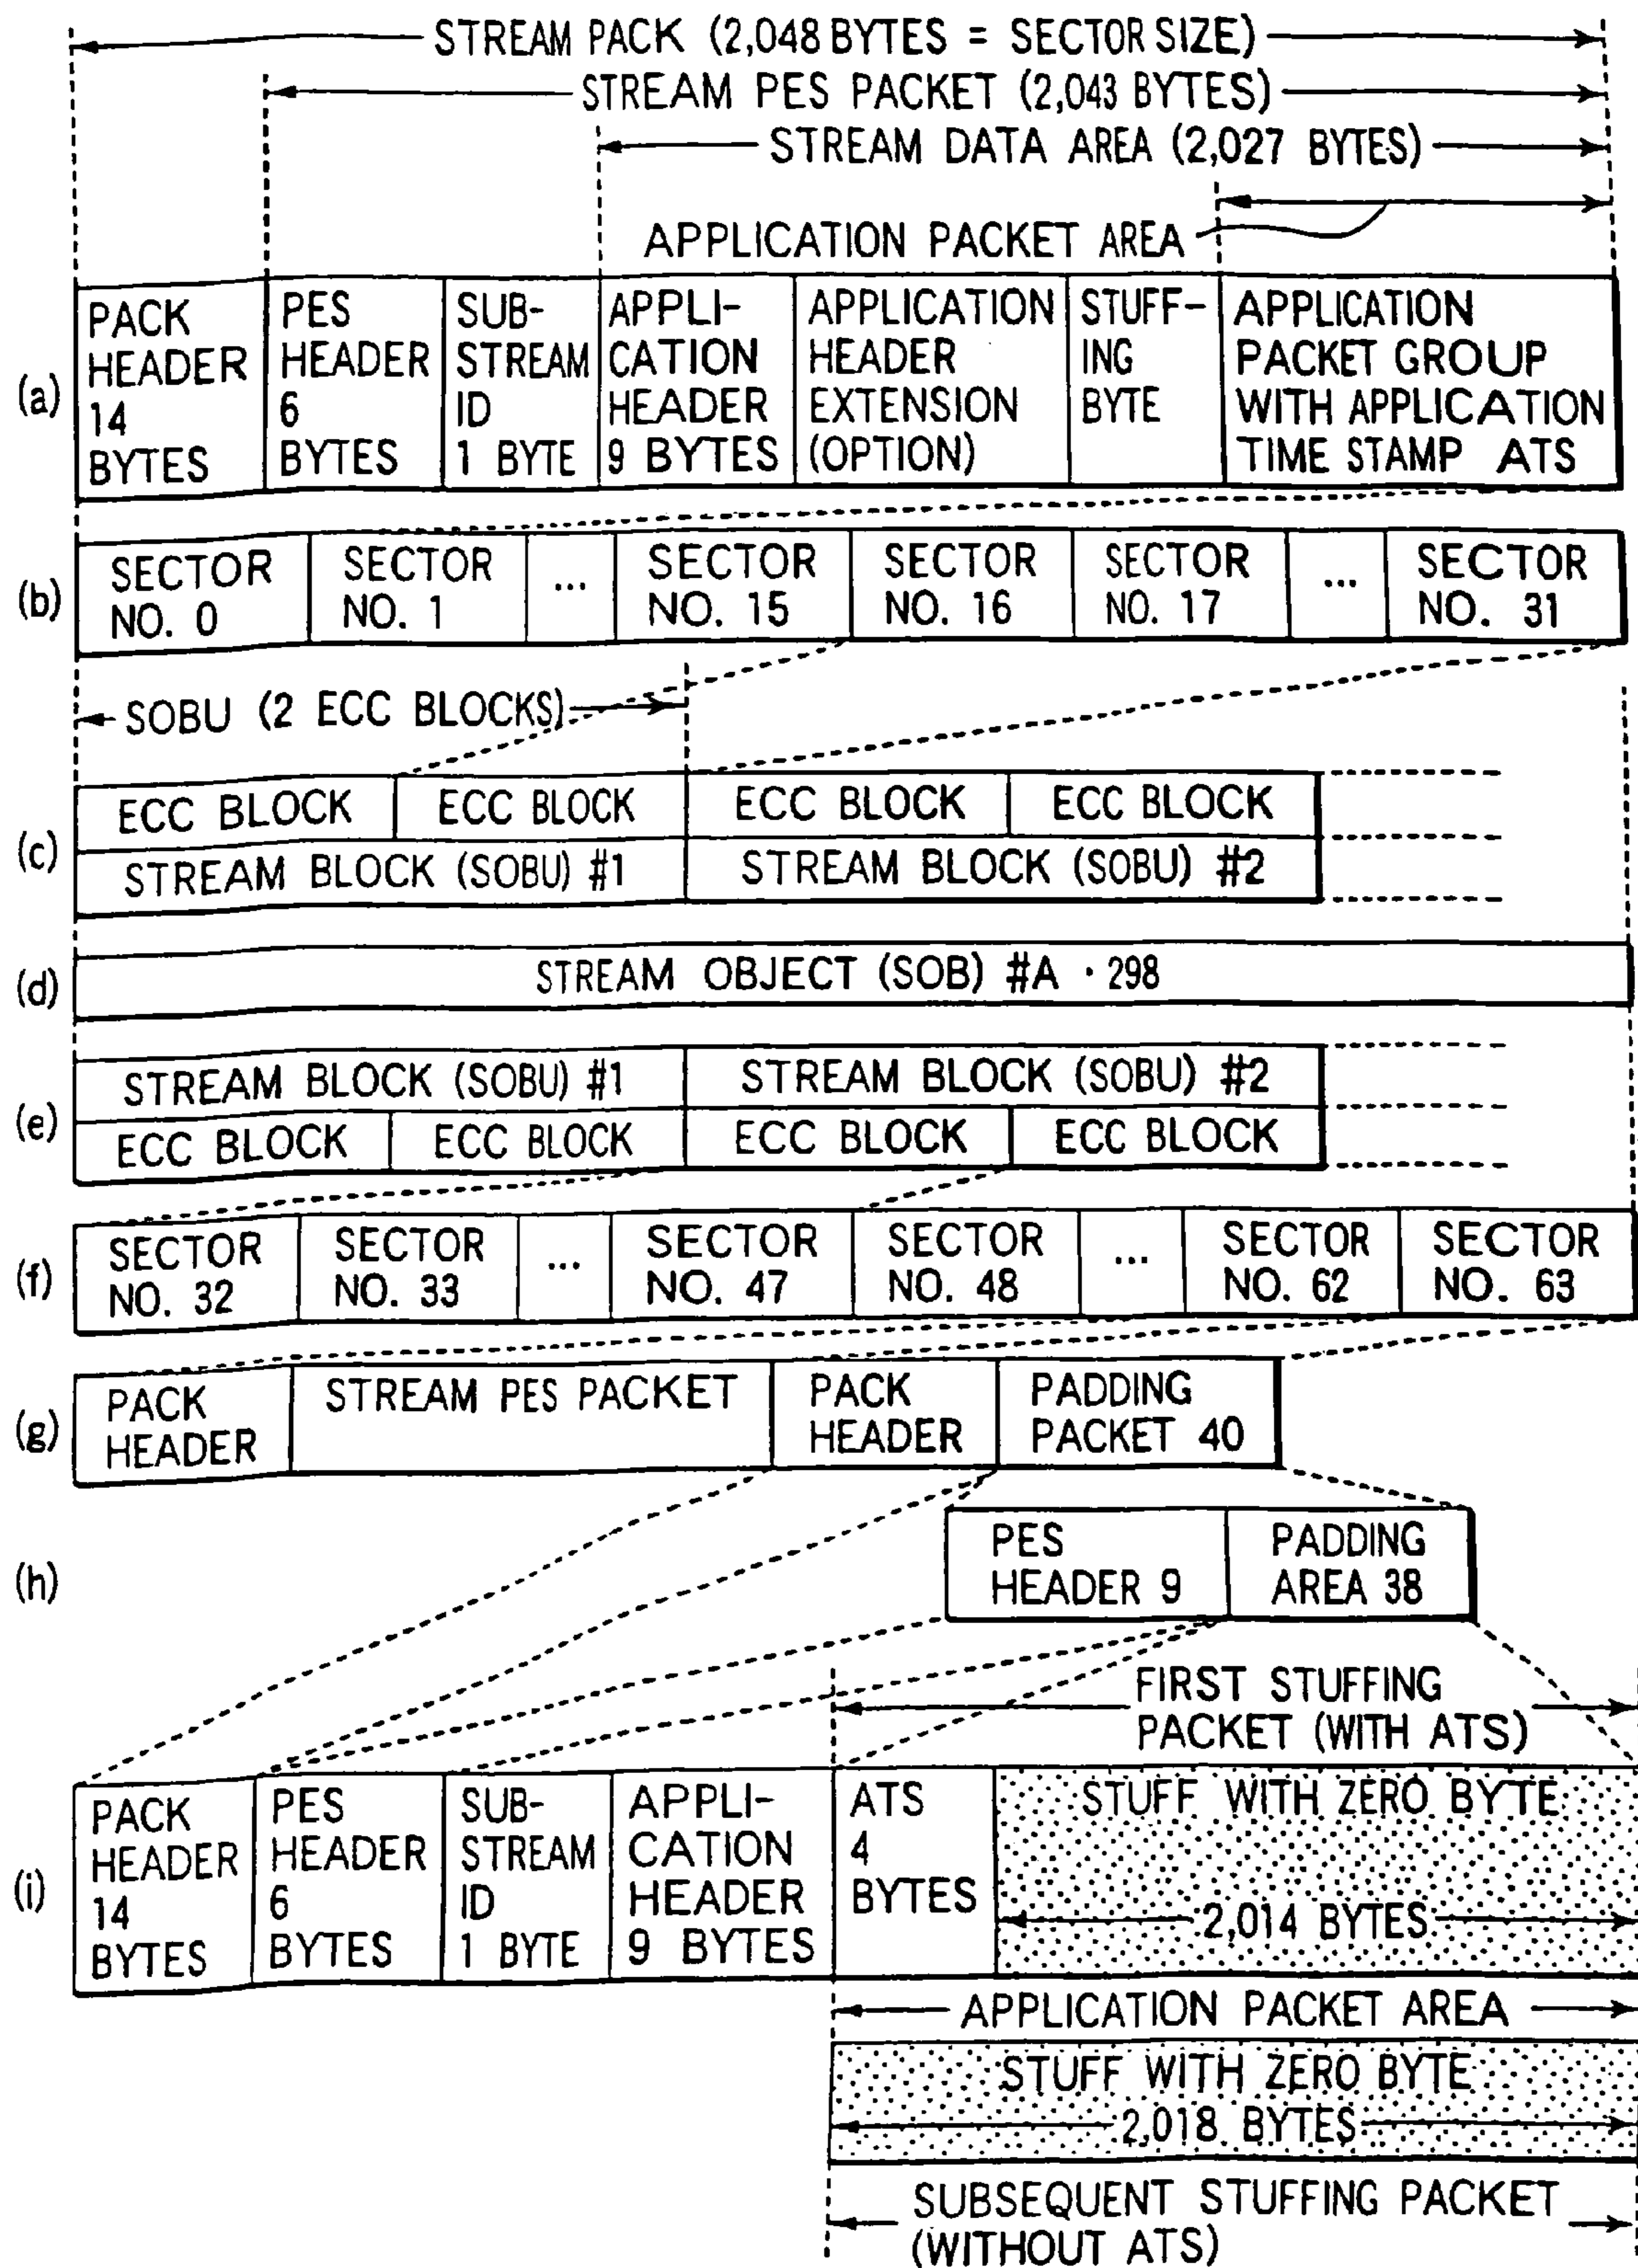 STREAM PACK (2,048 BYTES = SECTOR SIZE)
STREAM PES PACKET (2,043 BYTES)
STREAM DATA AREA (2,027 BYTES)
APPLICATION PACKET AREA
(a)
PACK
HEADER
14
BYTES
PES
HEADER
6
BYTES
SUB-
STREAM
ID
1 BYTE
APPLI-
CATION
HEADER
9 BYTES
APPLICATION
HEADER
EXTENSION
(OPTION)
STUFF-
ING
BYTE
APPLICATION
PACKET GROUP
WITH APPLICATION
TIME STAMP ATS
(b)
SECTOR
NO. 0
SECTOR
NO. 1
...
SECTOR
NO. 15
SECTOR
NO. 16
SECTOR
NO. 17
...
SECTOR
NO. 31
SOBU (2 ECC BLOCKS)
(c)
ECC BLOCK
ECC BLOCK
ECC BLOCK
ECC BLOCK
STREAM BLOCK (SOBU) #1
STREAM BLOCK (SOBU) #2
(d)
STREAM OBJECT (SOB) #A · 298
(e)
STREAM BLOCK (SOBU) #1
STREAM BLOCK (SOBU) #2
ECC BLOCK
ECC BLOCK
ECC BLOCK
ECC BLOCK
(f)
SECTOR
NO. 32
SECTOR
NO. 33
...
SECTOR
NO. 47
SECTOR
NO. 48
...
SECTOR
NO. 62
SECTOR
NO. 63
(g)
PACK
HEADER
STREAM PES PACKET
PACK
HEADER
PADDING
PACKET 40
(h)
PES
HEADER 9
PADDING
AREA 38
FIRST STUFFING
PACKET (WITH ATS)
(i)
PACK
HEADER
14
BYTES
PES
HEADER
6
BYTES
SUB-
STREAM
ID
1 BYTE
APPLI-
CATION
HEADER
9 BYTES
ATS
4
BYTES
STUFF WITH ZERO BYTE
2,014 BYTES
APPLICATION PACKET AREA
STUFF WITH ZERO BYTE
2,018 BYTES
SUBSEQUENT STUFFING PACKET
(WITHOUT ATS)